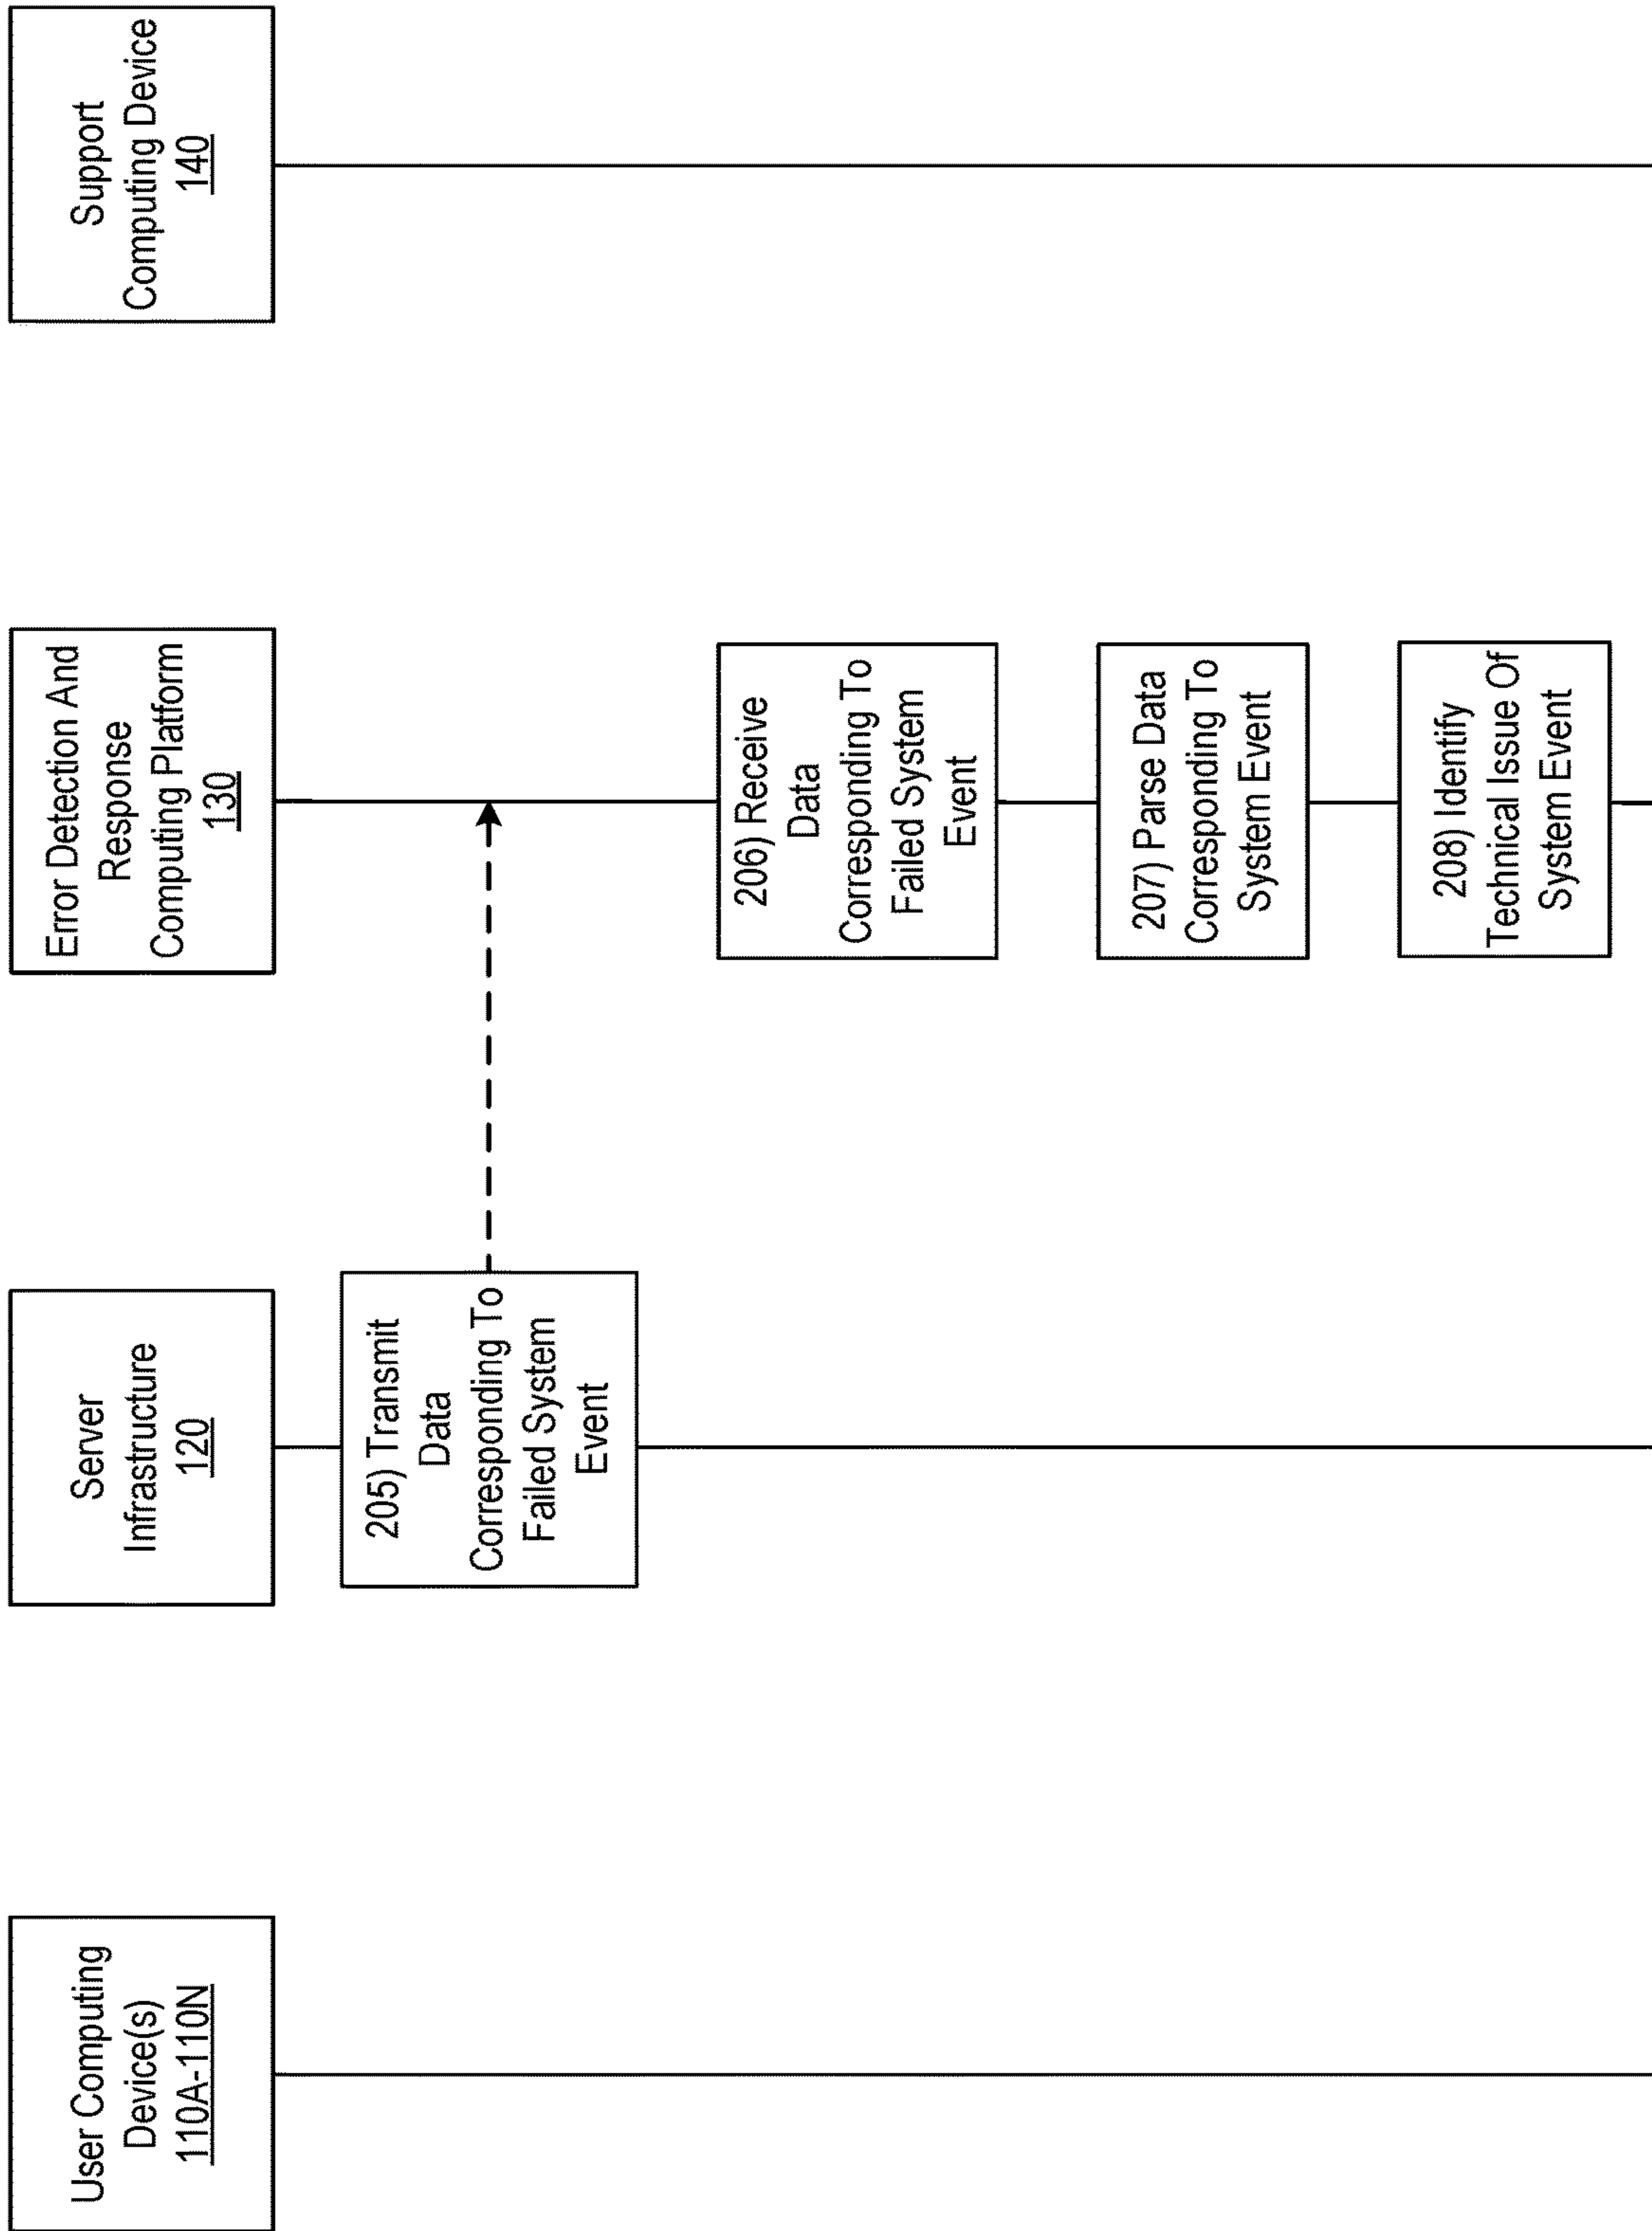 User Computing
Device(s)
110A-110N
Server
Infrastructure
120
Error Detection And
Response
Computing Platform
130
Support
Computing Device
140
205) Transmit
Data
Corresponding To
Failed System
Event
206) Receive
Data
Corresponding To
Failed System
Event
207) Parse Data
Corresponding To
System Event
208) Identify
Technical Issue Of
System Event